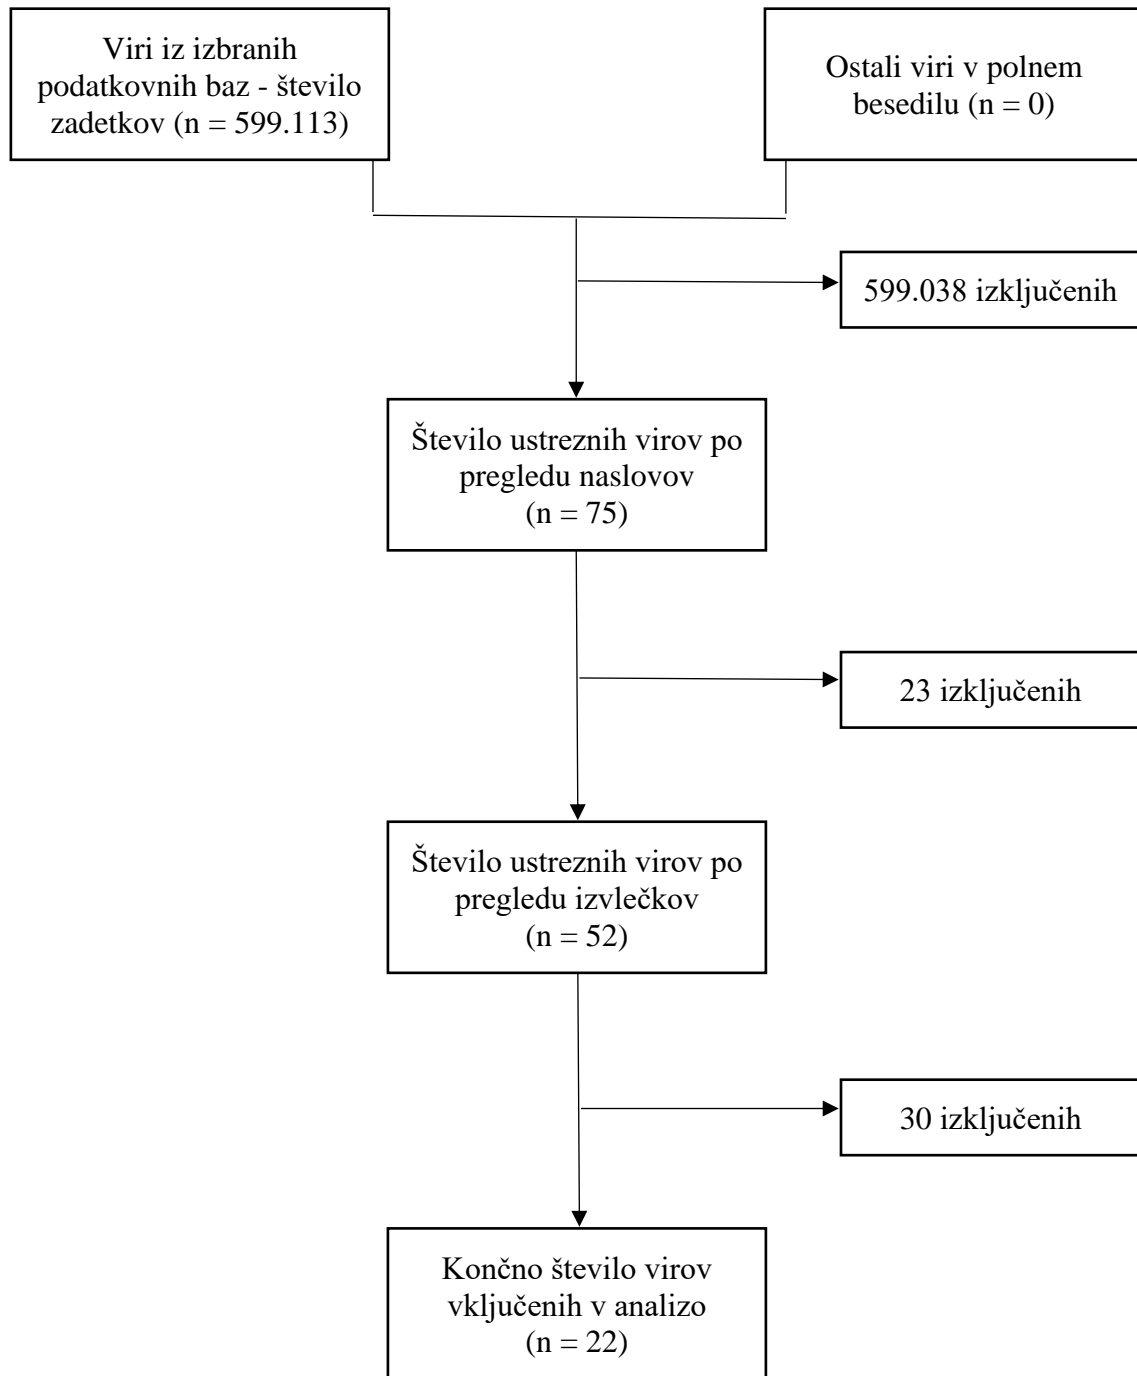 Viri iz izbranih
podatkovnih baz - število
zadetkov (n = 599.113)
Ostali viri v polnem
besedilu (n = 0)
599.038 izključenih
Število ustreznih virov po
pregledu naslovov
(n = 75)
23 izključenih
Število ustreznih virov po
pregledu izvlečkov
(n = 52)
30 izključenih
Končno število virov
vključenih v analizo
(n = 22)